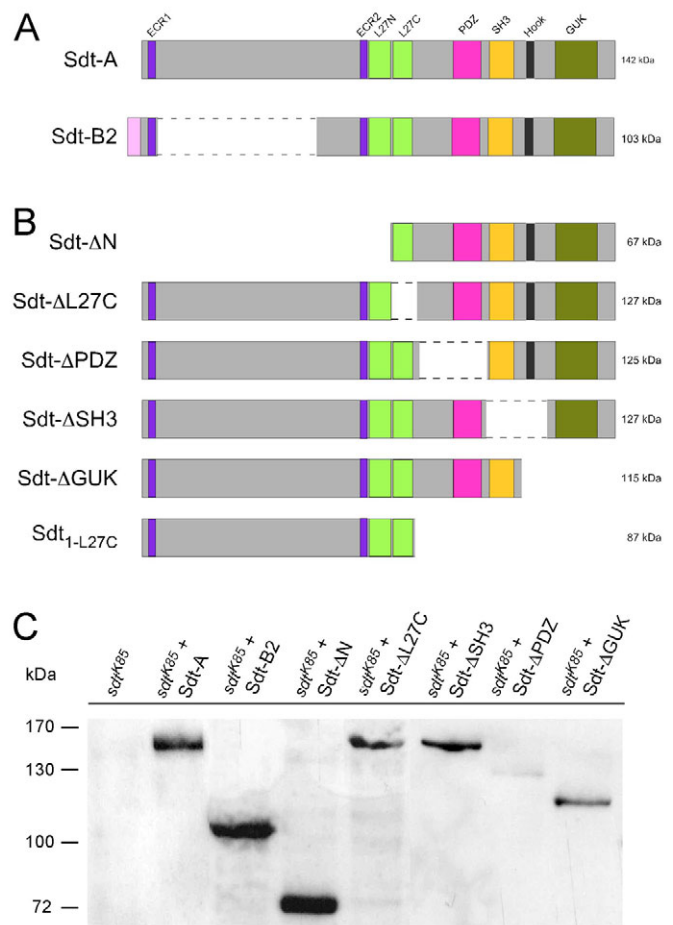 A
ECR1 ECR2 L27N L27C PDZ SH3 Hook GUK
Sdt-A 142 kDa
Sdt-B2 103 kDa
B
Sdt-ΔN 67 kDa
Sdt-ΔL27C 127 kDa
Sdt-ΔPDZ 125 kDa
Sdt-ΔSH3 127 kDa
Sdt-ΔGUK 115 kDa
Sdt1-L27C 87 kDa
C
kDa
sdtK85
sdtK85 +
Sdt-A
sdtK85 +
Sdt-B2
sdtK85 +
Sdt-ΔN
sdtK85 +
Sdt-ΔL27C
sdtK85 +
Sdt-ΔSH3
sdtK85 +
Sdt-ΔPDZ
sdtK85 +
Sdt-ΔGUK
170
130
100
72